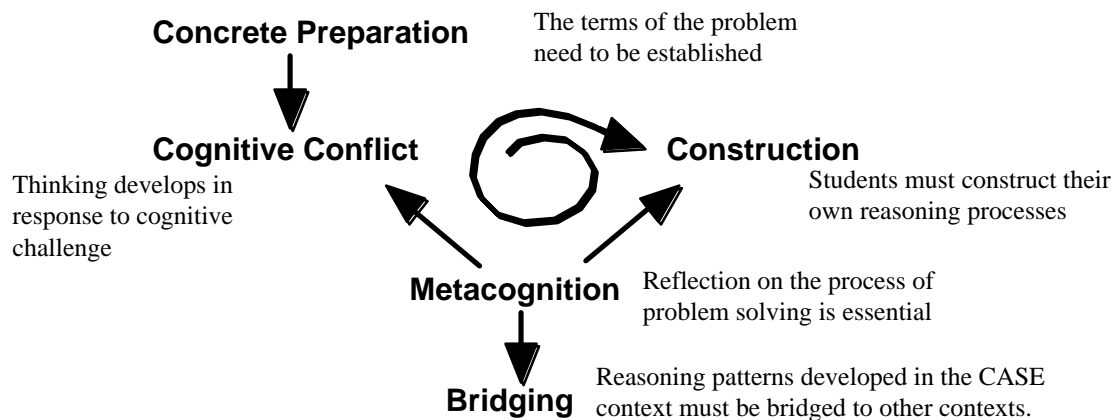 Concrete Preparation
The terms of the problem
need to be established
Cognitive Conflict
Thinking develops in
response to cognitive
challenge
Construction
Students must construct their
own reasoning processes
Metacognition
Reflection on the process of
problem solving is essential
Bridging
Reasoning patterns developed in the CASE
context must be bridged to other contexts.